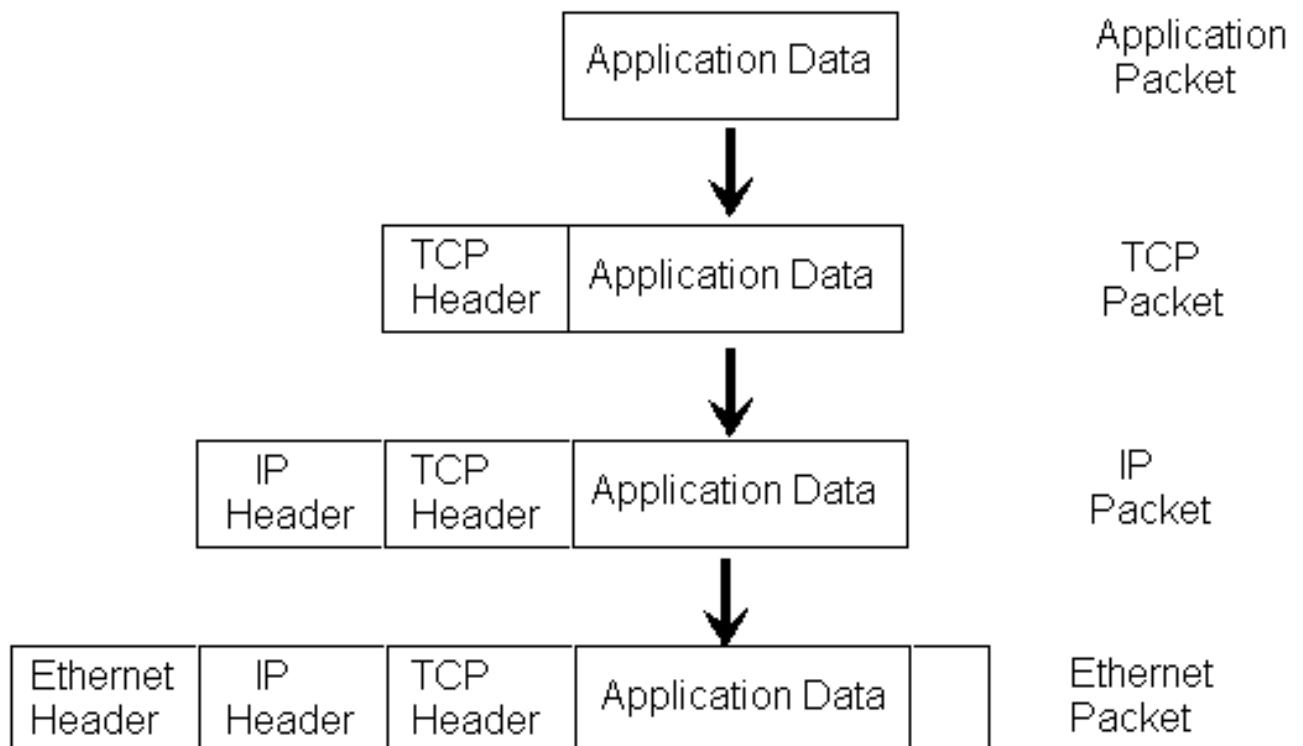 Application Data
Application
Packet
TCP
Header
Application Data
TCP
Packet
IP
Header
TCP
Header
Application Data
IP
Packet
Ethernet
Header
IP
Header
TCP
Header
Application Data
Ethernet
Packet